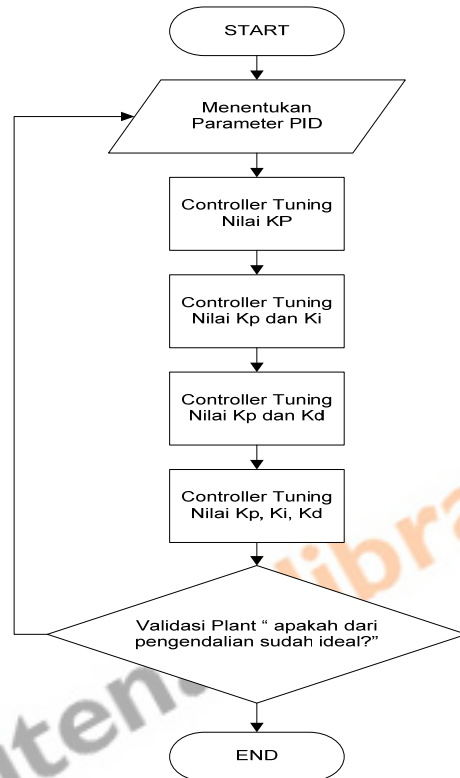 START
Menentukan
Parameter PID
Controller Tuning
Nilai KP
Controller Tuning
Nilai Kp dan Ki
Controller Tuning
Nilai Kp dan Kd
Controller Tuning
Nilai Kp, Ki, Kd
Validasi Plant “ apakah dari
pengendalian sudah ideal?”
END